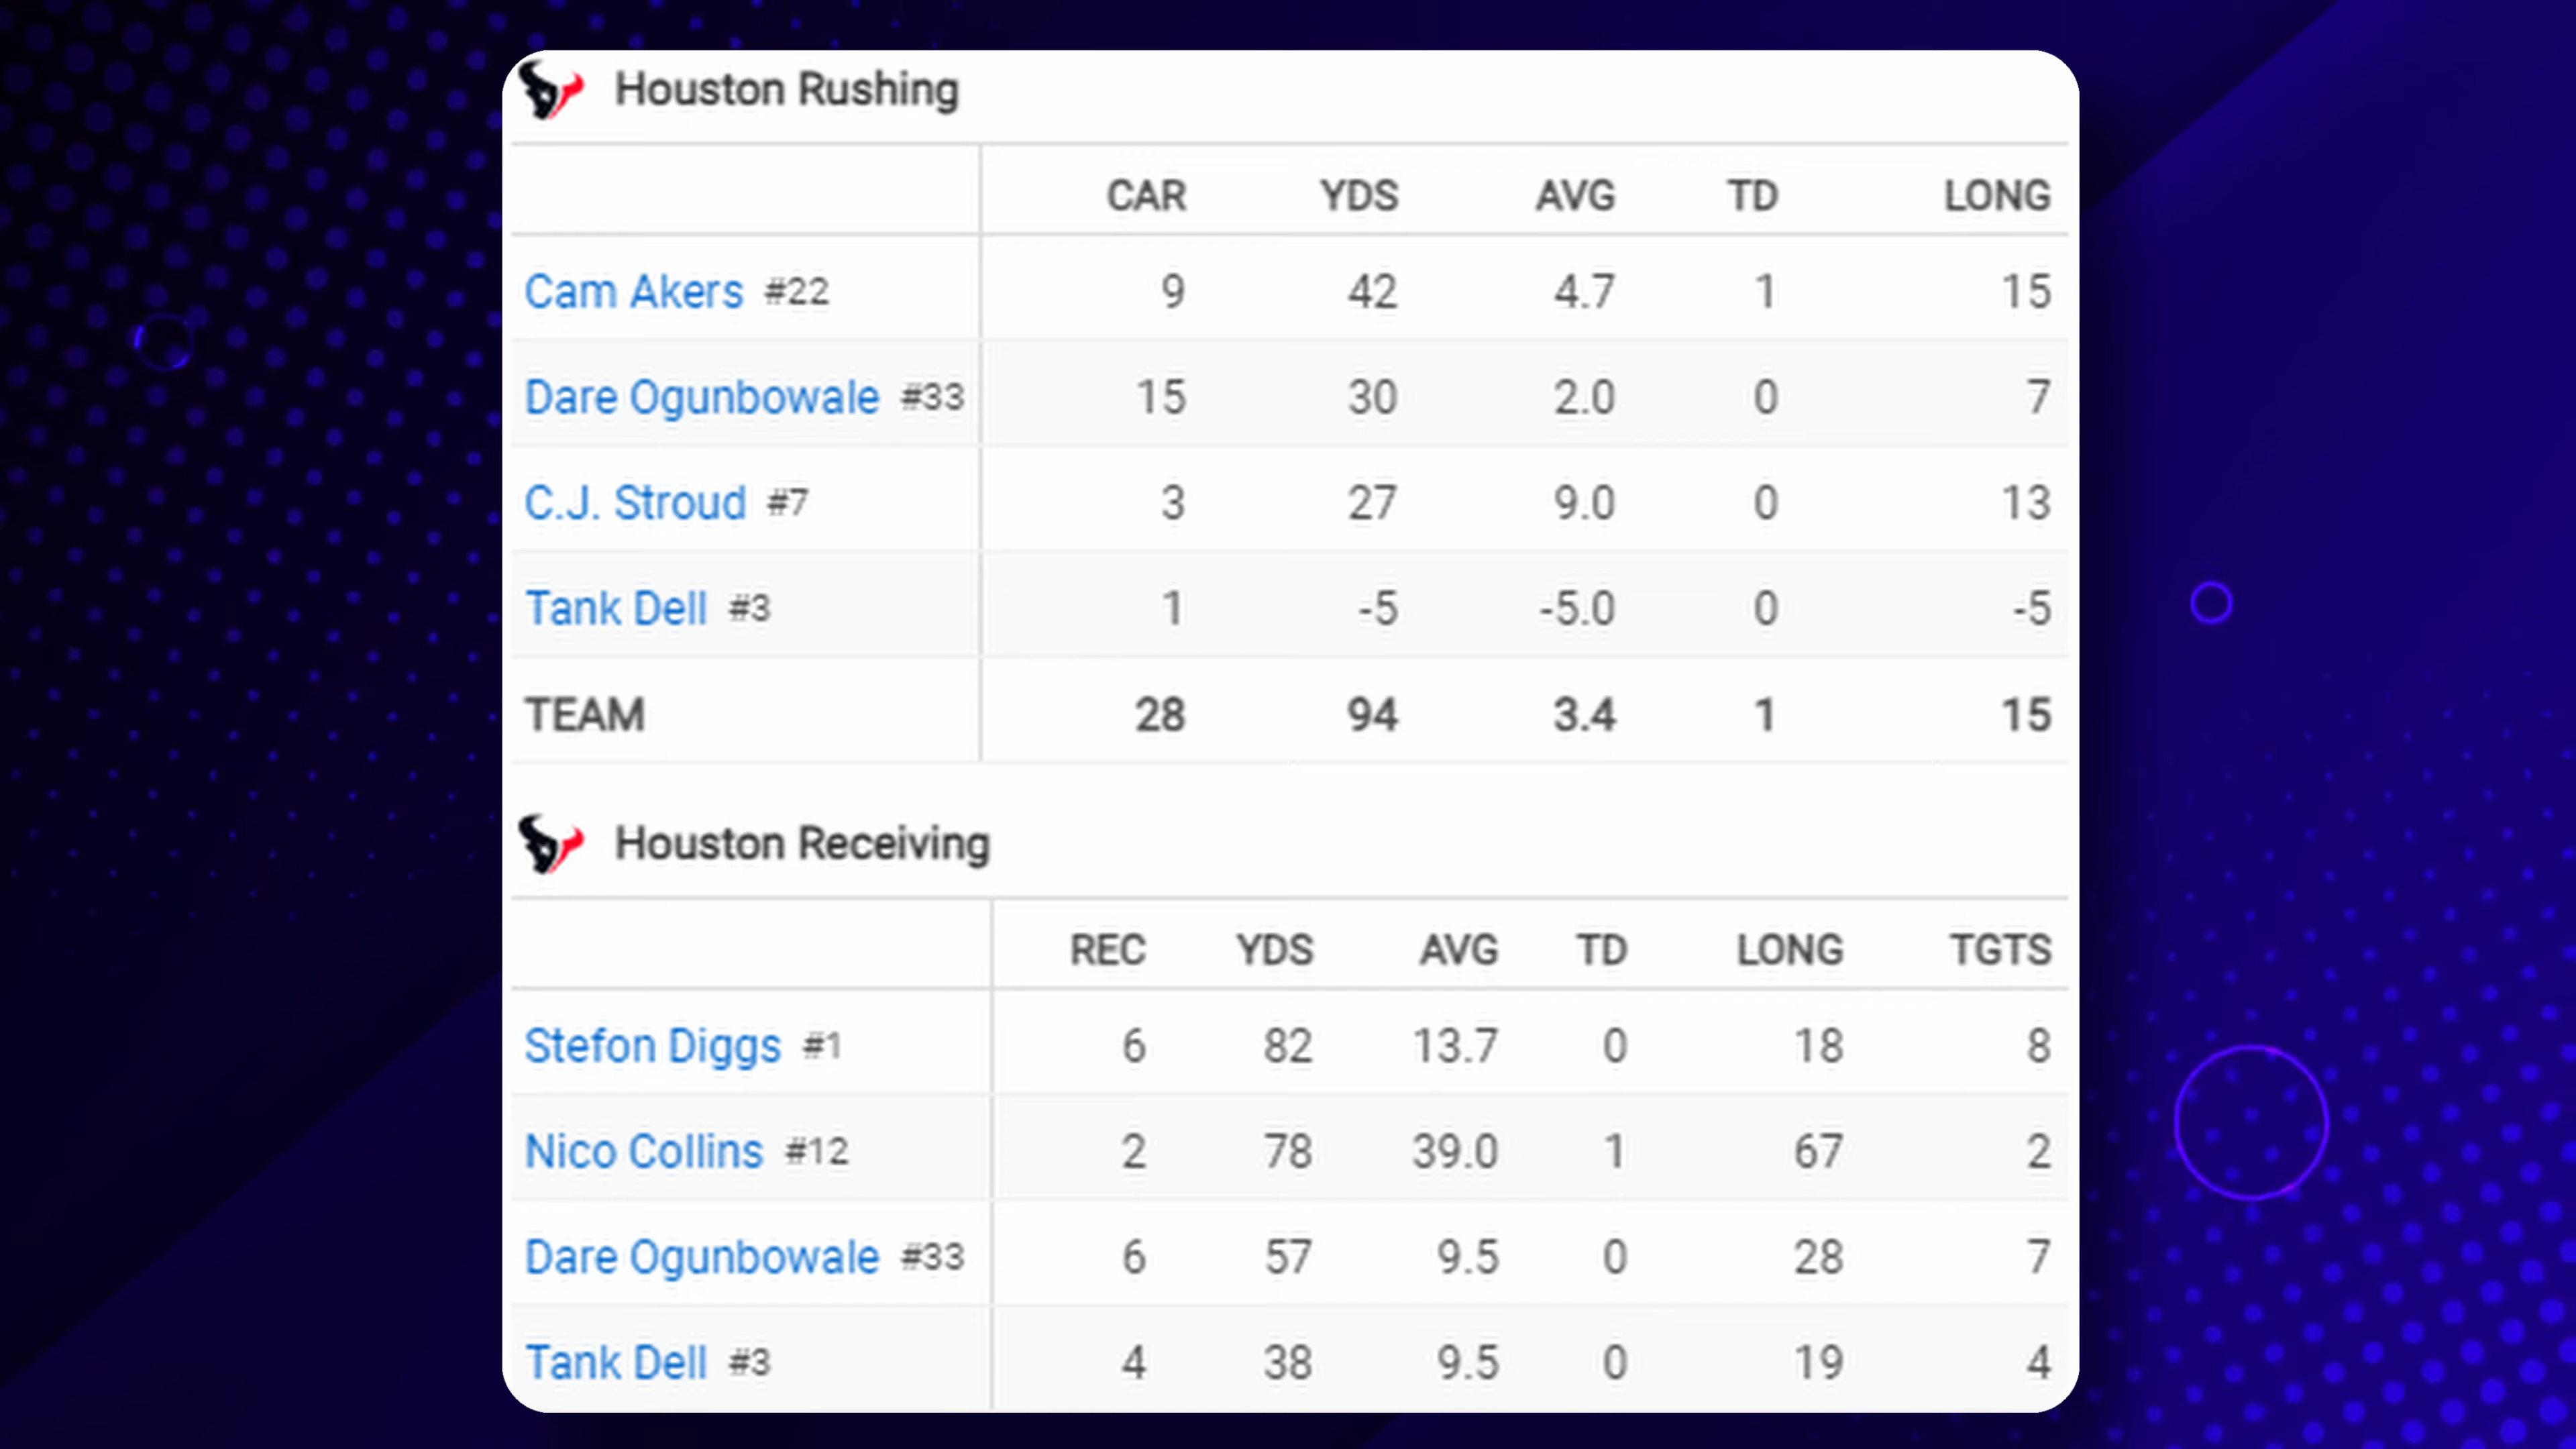 Houston Rushing
CAR YDS AVG TD LONG
Cam Akers #22 9 42 4.7 1 15
Dare Ogunbowale #33 15 30 2.0 0 7
C.J. Stroud #7 3 27 9.0 0 13
Tank Dell #3 1 -5 -5.0 0 -5
TEAM 28 94 3.4 1 15
Houston Receiving
REC YDS AVG TD LONG TGTS
Stefon Diggs #1 6 82 13.7 0 18 8
Nico Collins #12 2 78 39.0 1 67 2
Dare Ogunbowale #33 6 57 9.5 0 28 7
Tank Dell #3 4 38 9.5 0 19 4